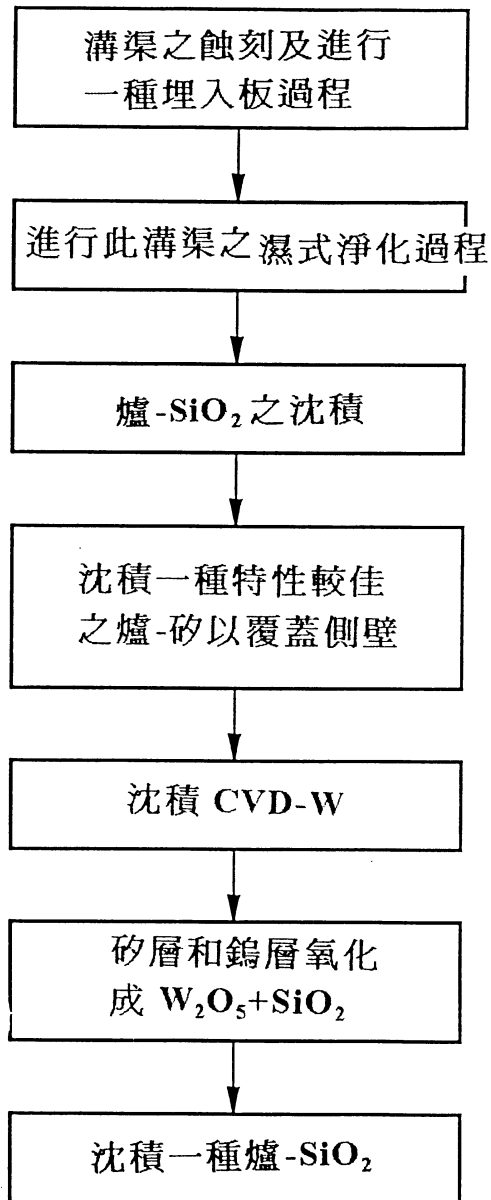 溝渠之蝕刻及進行
一種埋入板過程
進行此溝渠之濕式淨化過程
爐-SiO₂之沈積
沈積一種特性較佳
之爐-矽以覆蓋側壁
沈積 CVD-W
矽層和鎢層氧化
成 W₂O₅+SiO₂
沈積一種爐-SiO₂